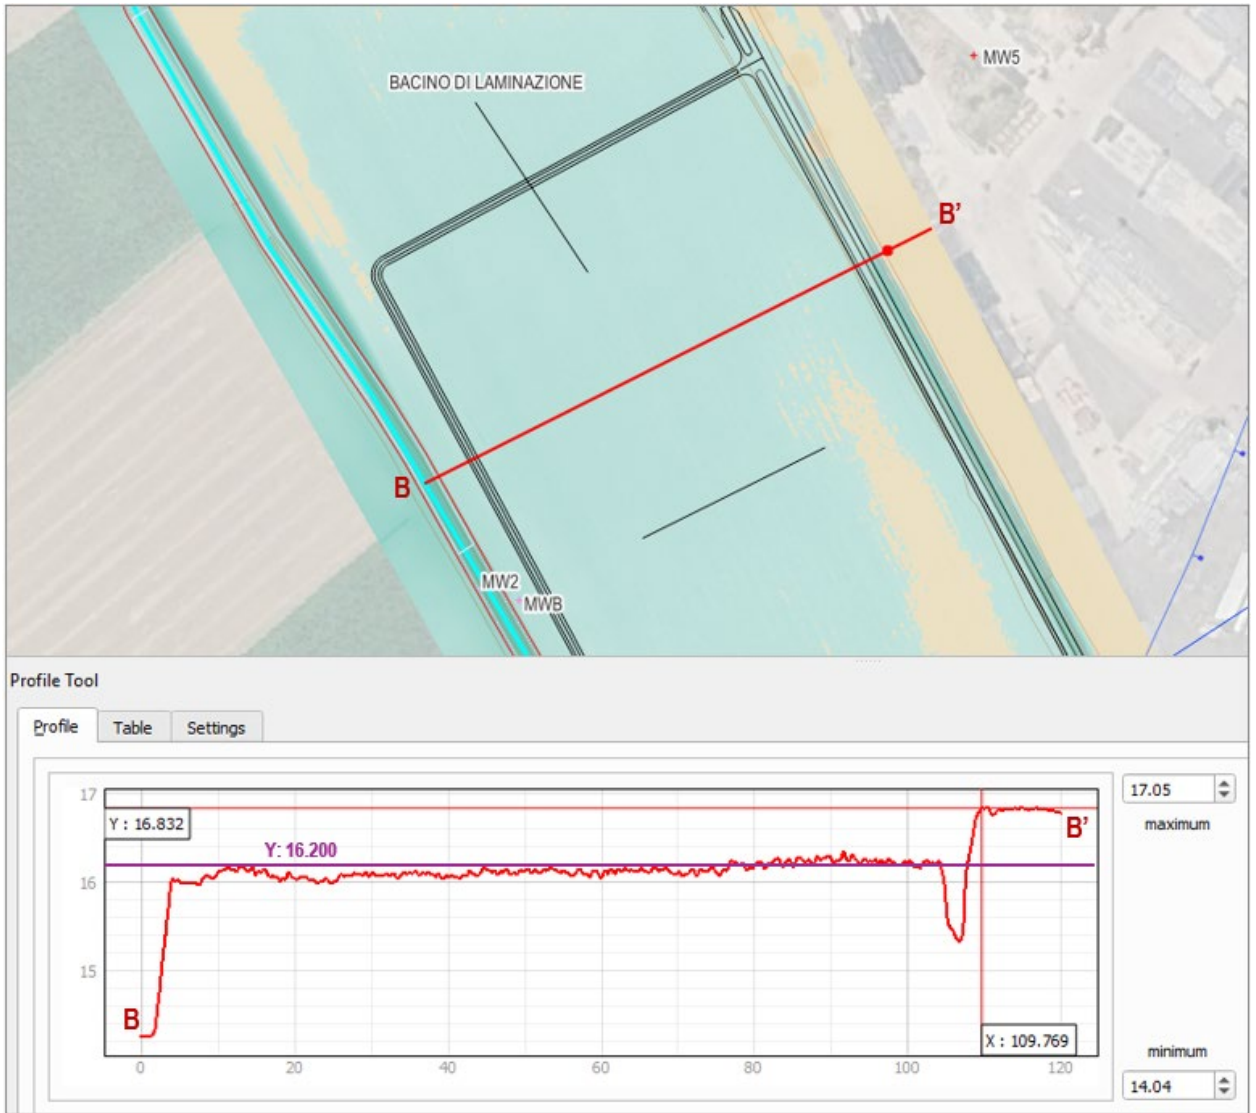 MW5
BACINO DI LAMINAZIONE
B'
B
MW2
MWB
Profile Tool
Profile Table Settings
17
Y : 16.832
Y: 16.200
B'
16
15
B
X : 109.769
0 20 40 60 80 100 120
17.05
maximum
minimum
14.04